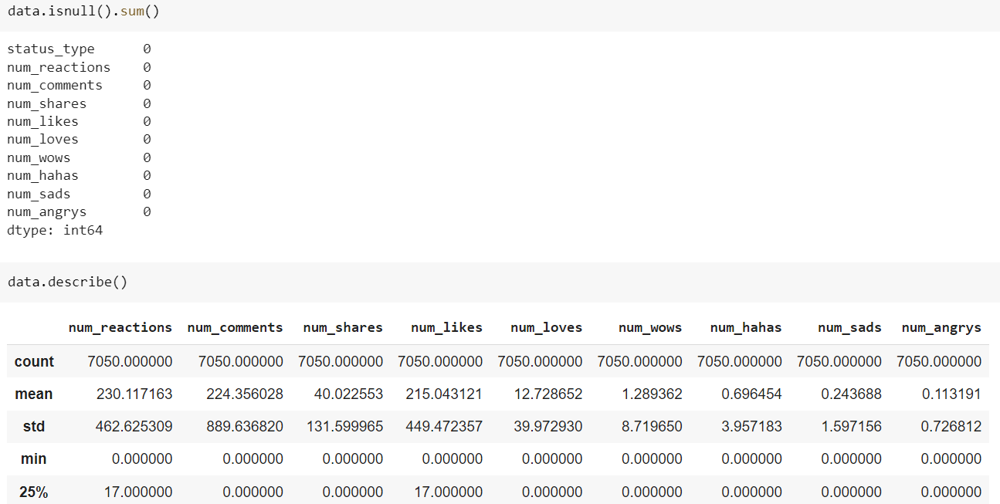 data.isnull().sum()
status_type 0
num_reactions 0
num_comments 0
num_shares 0
num_likes 0
num_loves 0
num_wows 0
num_hahas 0
num_sads 0
num_angrys 0
dtype: int64
data.describe()
num_reactions num_comments num_shares num_likes num_loves num_wows num_hahas num_sads num_angrys
count 7050.000000 7050.000000 7050.000000 7050.000000 7050.000000 7050.000000 7050.000000 7050.000000 7050.000000
mean 230.117163 224.356028 40.022553 215.043121 12.728652 1.289362 0.696454 0.243688 0.113191
std 462.625309 889.636820 131.599965 449.472357 39.972930 8.719650 3.957183 1.597156 0.726812
min 0.000000 0.000000 0.000000 0.000000 0.000000 0.000000 0.000000 0.000000 0.000000
25% 17.000000 0.000000 0.000000 17.000000 0.000000 0.000000 0.000000 0.000000 0.000000